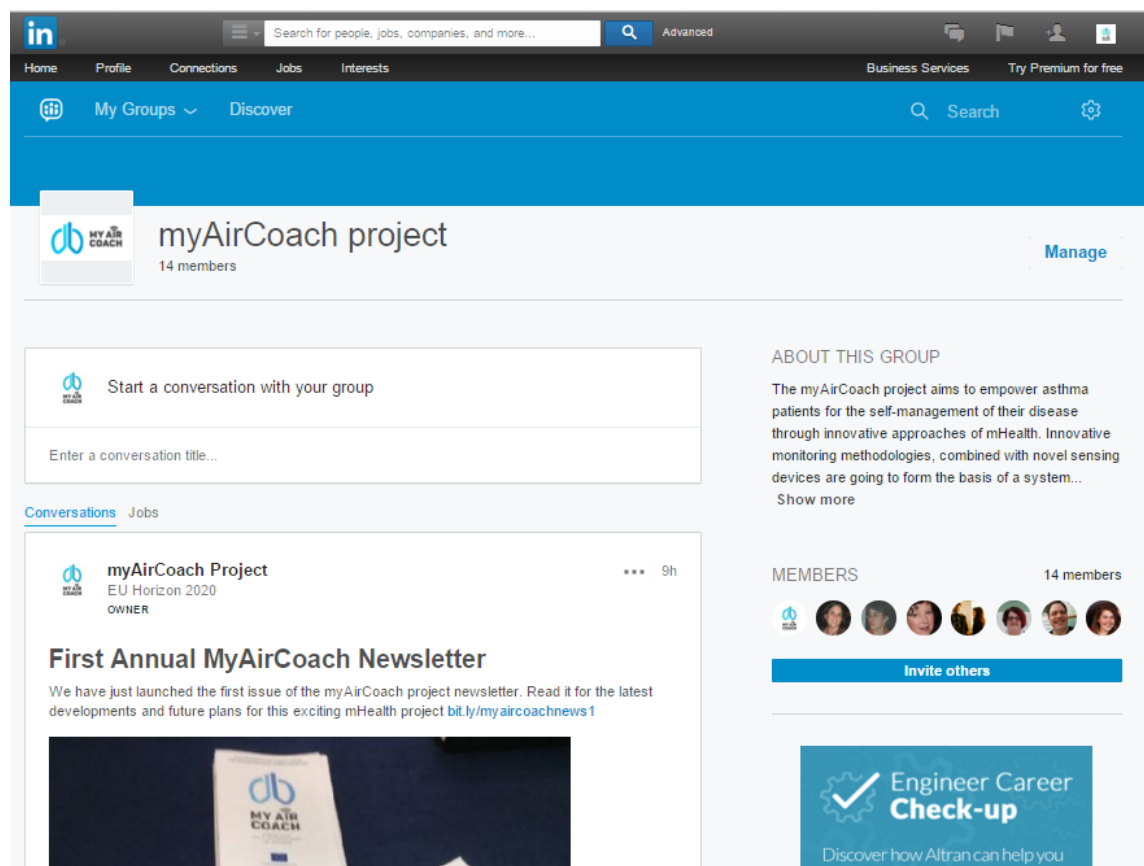 in
Search for people, jobs, companies, and more...
Advanced
Home Profile Connections Jobs Interests Business Services Try Premium for free
My Groups Discover Search
MY AIR
COACH
myAirCoach project
14 members
Manage
MY AIR
COACH
Start a conversation with your group
Enter a conversation title...
Conversations Jobs
MY AIR
COACH
myAirCoach Project
9h
EU Horizon 2020
OWNER
First Annual MyAirCoach Newsletter
We have just launched the first issue of the myAirCoach project newsletter. Read it for the latest
developments and future plans for this exciting mHealth project bit.ly/myaircoachnews1
MY AIR
COACH
ABOUT THIS GROUP
The myAirCoach project aims to empower asthma
patients for the self-management of their disease
through innovative approaches of mHealth. Innovative
monitoring methodologies, combined with novel sensing
devices are going to form the basis of a system...
Show more
MEMBERS 14 members
Invite others
Engineer Career
Check-up
Discover how Altran can help you